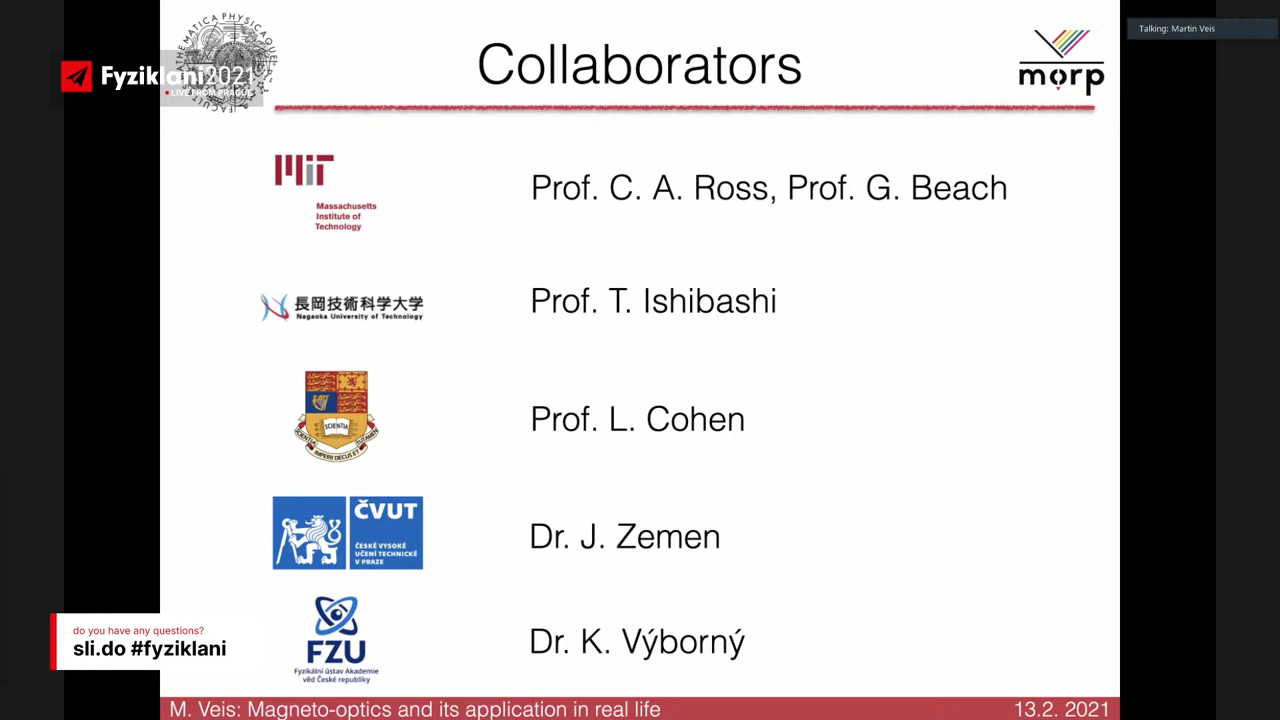 Talking: Martin Veis
Collaborators
Fyziklani2021
• LIVE FROM PRAGUE
morp
MiT
Massachusetts
Institute of
Technology
Prof. C. A. Ross, Prof. G. Beach
長岡技術科学大学
Nagaoka University of Technology
Prof. T. Ishibashi
SCIENTIA
SCIENTIA
IMPERII DECUS ET
TUTAMEN
Prof. L. Cohen
ČVUT
ČESKÉ VYSOKÉ
UČENÍ TECHNICKÉ
V PRAZE
Dr. J. Zemen
FZU
Fyzikální ústav Akademie
věd České republiky
Dr. K. Výborný
do you have any questions?
sli.do #fyziklani
M. Veis: Magneto-optics and its application in real life
13.2. 2021